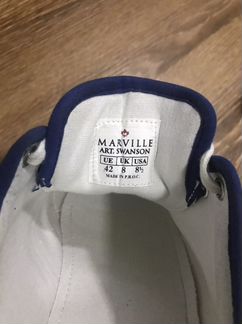 MARVILLE
ART. SWANSON
UE UK USA
42 8 8½
MADE IN P.R.C.